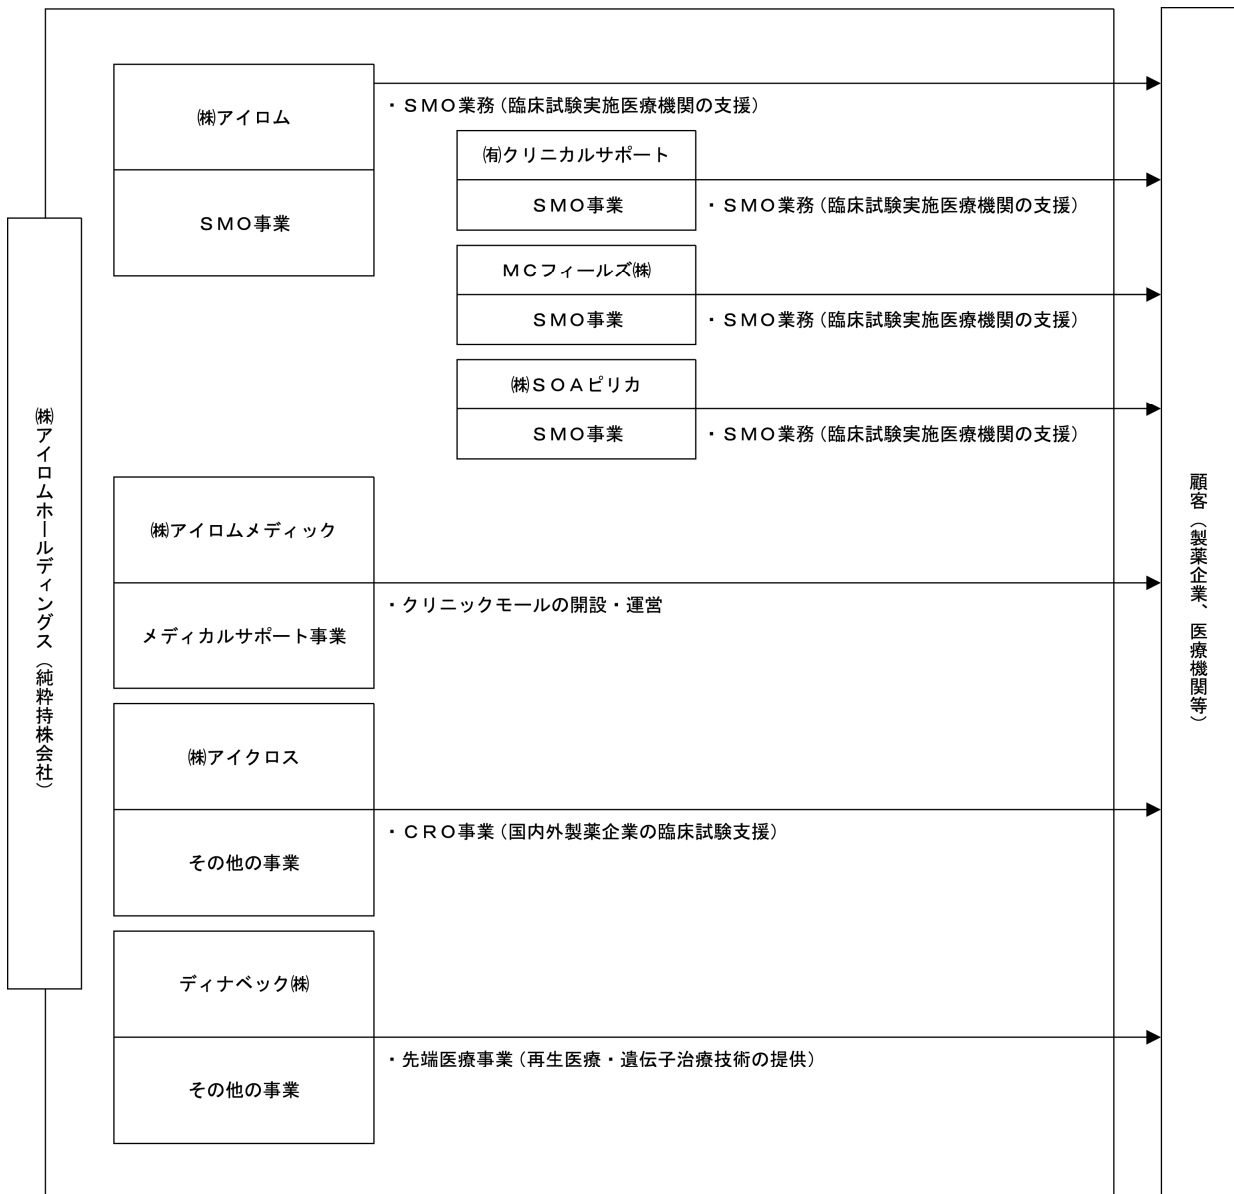 ㈱アイロムホールディングス（純粋持株会社）
㈱アイロム
SMO事業
・SMO業務（臨床試験実施医療機関の支援）
㈲クリニカルサポート
SMO事業
・SMO業務（臨床試験実施医療機関の支援）
MCフィールズ㈱
SMO事業
・SMO業務（臨床試験実施医療機関の支援）
㈱SOAピリカ
SMO事業
・SMO業務（臨床試験実施医療機関の支援）
㈱アイロムメディック
メディカルサポート事業
・クリニックモールの開設・運営
㈱アイクロス
その他の事業
・CRO事業（国内外製薬企業の臨床試験支援）
ディナベック㈱
その他の事業
・先端医療事業（再生医療・遺伝子治療技術の提供）
顧客（製薬企業、医療機関等）